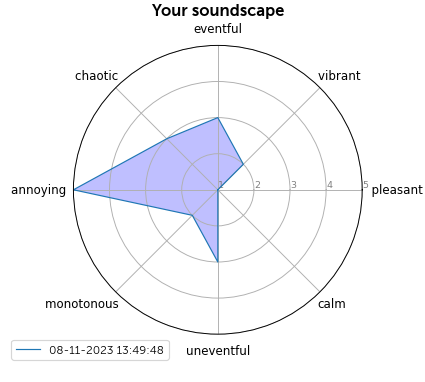 Your soundscape
eventful
chaotic
vibrant
annoying
1
2
3
4
5
pleasant
monotonous
calm
uneventful
08-11-2023 13:49:48